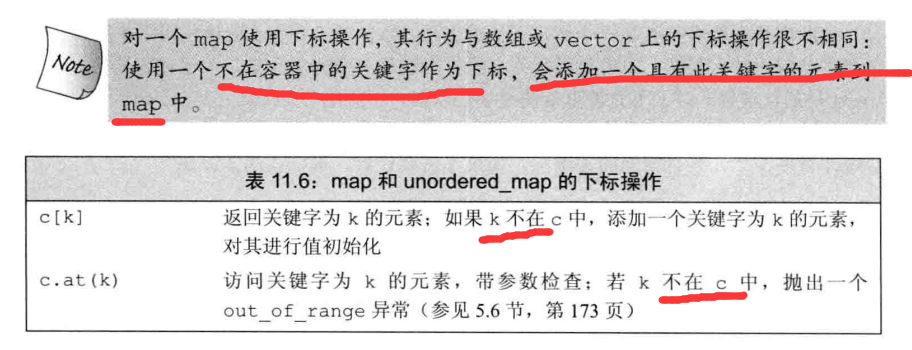 对一个 map 使用下标操作，其行为与数组或 vector 上的下标操作很不相同：
Note
使用一个不在容器中的关键字作为下标，会添加一个具有此关键字的元素到
map 中。
表 11.6：map 和 unordered_map 的下标操作
c[k] 返回关键字为 k 的元素；如果 k 不在 c 中，添加一个关键字为 k 的元素，
对其进行值初始化
c.at(k) 访问关键字为 k 的元素，带参数检查；若 k 不在 c 中，抛出一个
out_of_range 异常（参见 5.6 节，第 173 页）